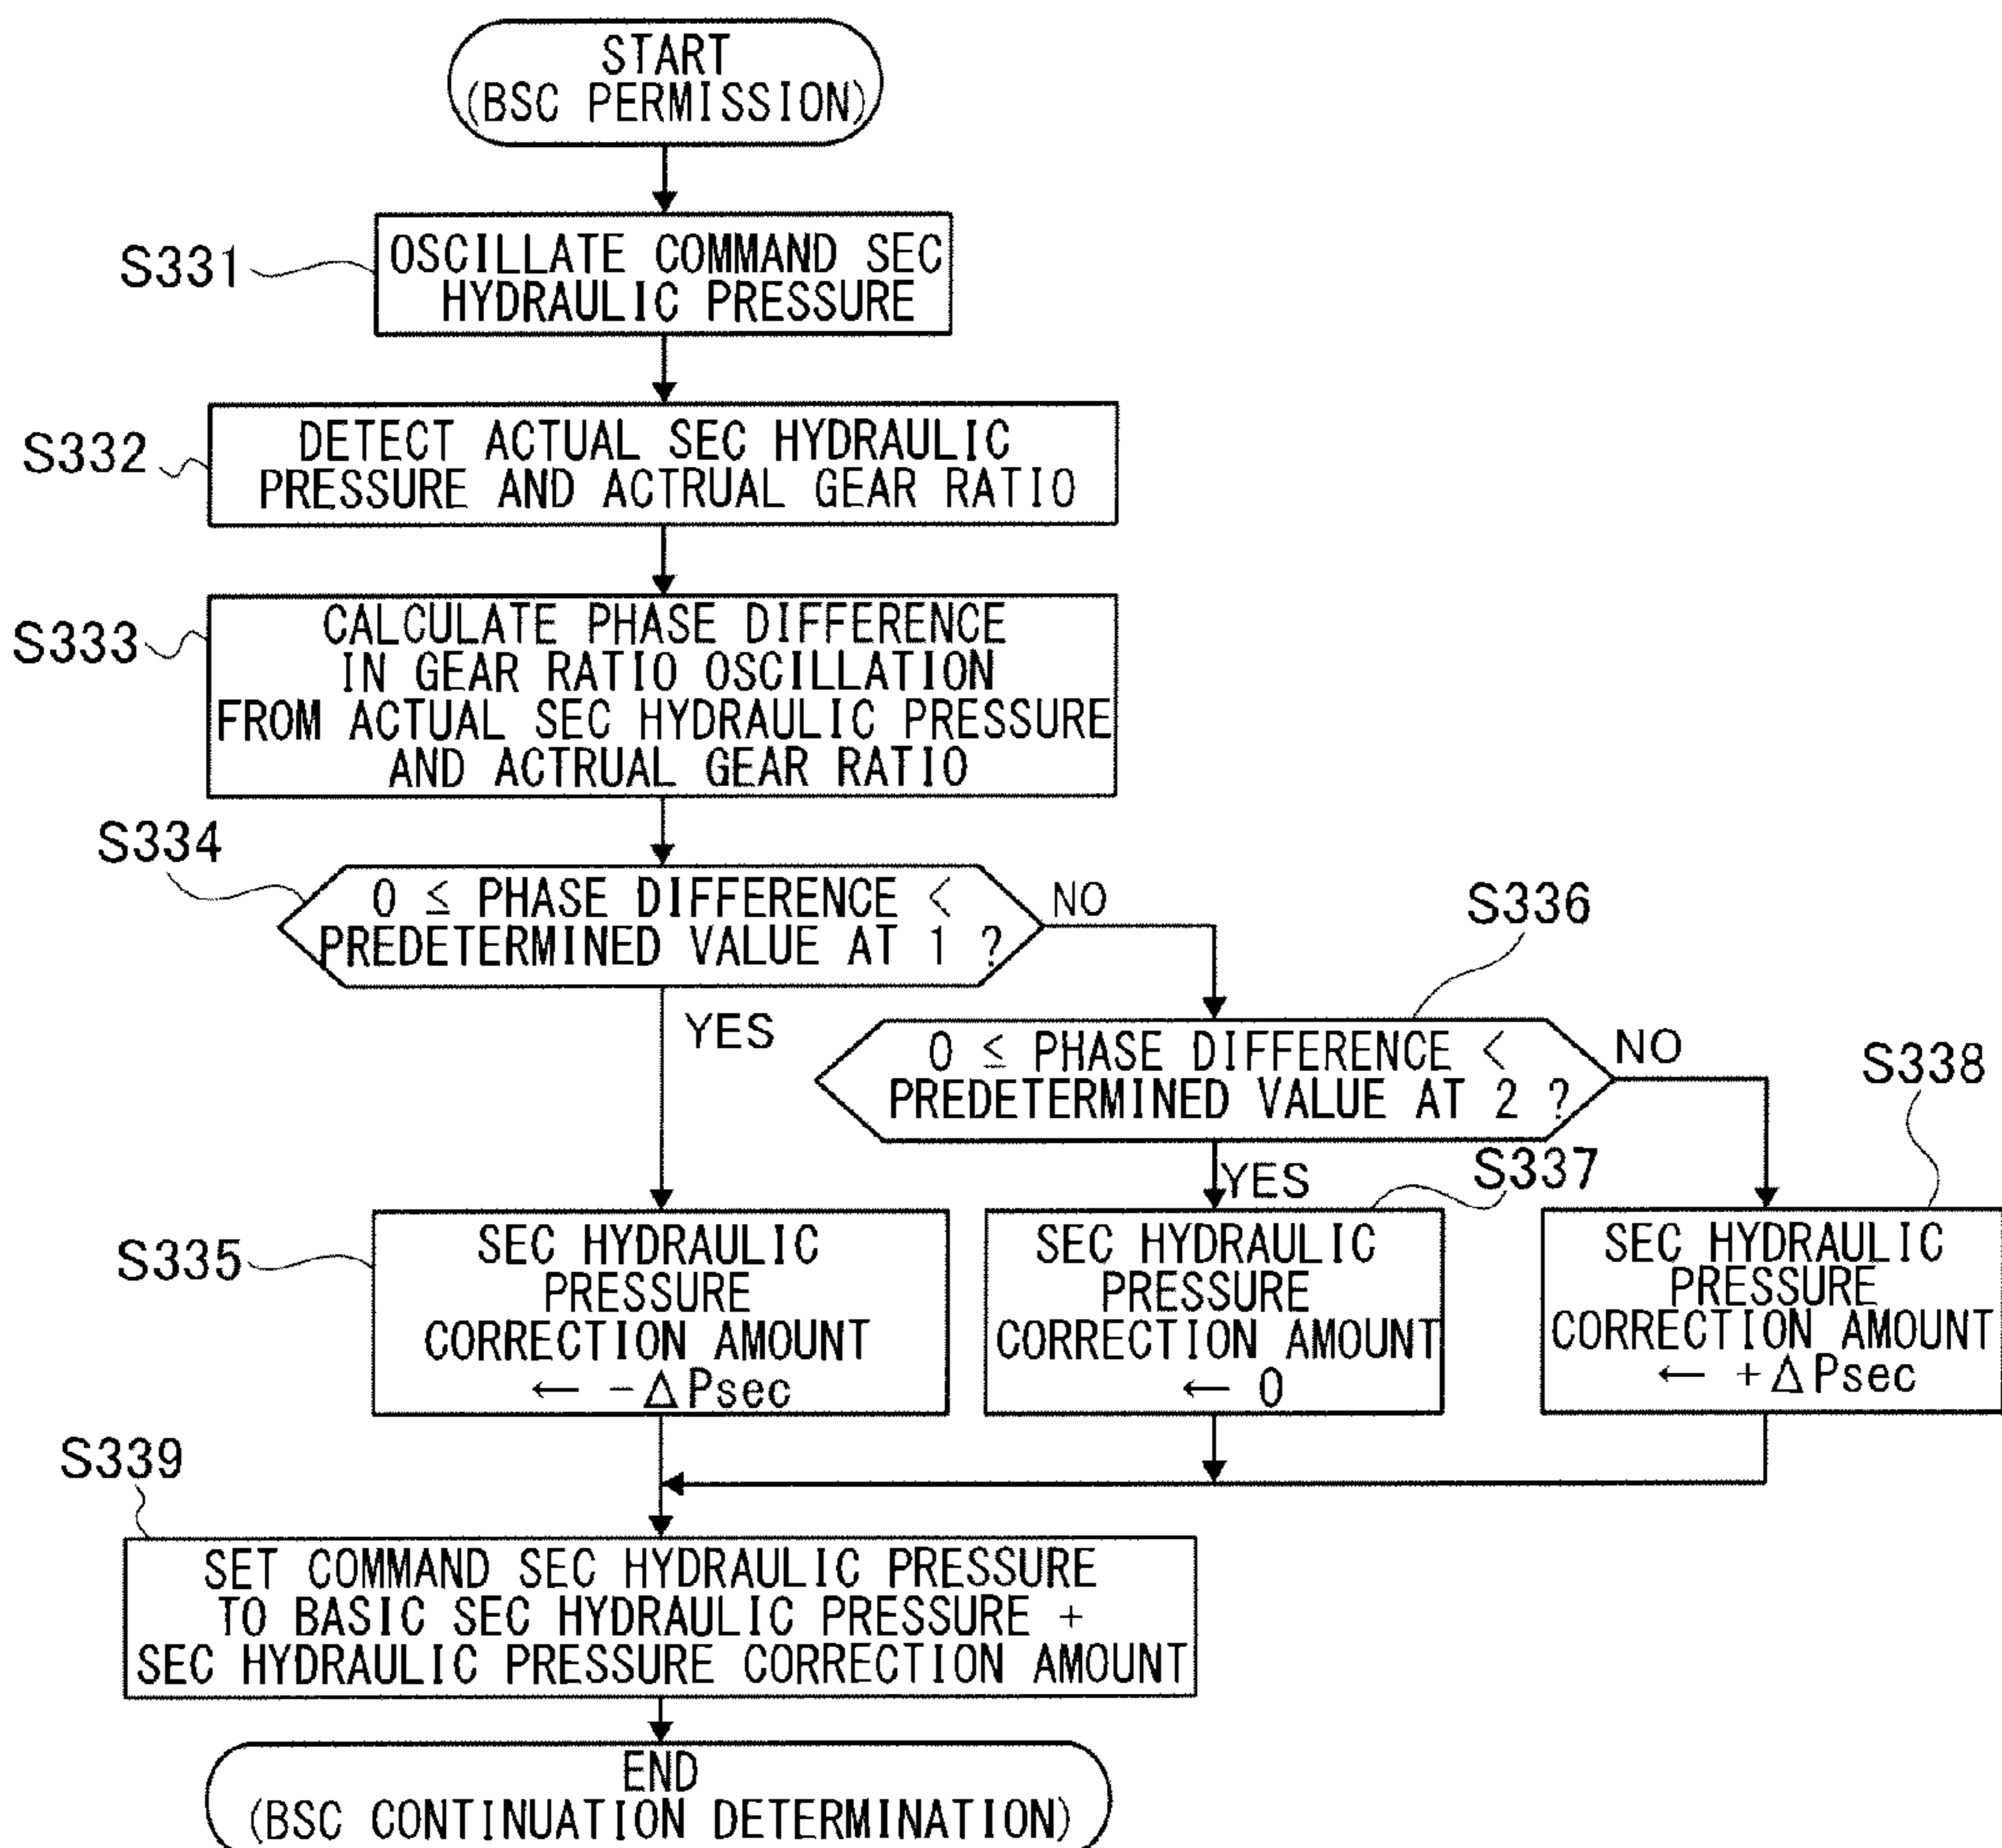 START
(BSC PERMISSION)
S331
OSCILLATE COMMAND SEC
HYDRAULIC PRESSURE
S332
DETECT ACTUAL SEC HYDRAULIC
PRESSURE AND ACTRUAL GEAR RATIO
S333
CALCULATE PHASE DIFFERENCE
IN GEAR RATIO OSCILLATION
FROM ACTUAL SEC HYDRAULIC PRESSURE
AND ACTRUAL GEAR RATIO
S334
0 ≤ PHASE DIFFERENCE <
PREDETERMINED VALUE AT 1 ?
NO
YES
S336
0 ≤ PHASE DIFFERENCE <
PREDETERMINED VALUE AT 2 ?
NO
YES
S335
SEC HYDRAULIC
PRESSURE
CORRECTION AMOUNT
← -ΔPsec
S337
SEC HYDRAULIC
PRESSURE
CORRECTION AMOUNT
← 0
S338
SEC HYDRAULIC
PRESSURE
CORRECTION AMOUNT
← +ΔPsec
S339
SET COMMAND SEC HYDRAULIC PRESSURE
TO BASIC SEC HYDRAULIC PRESSURE +
SEC HYDRAULIC PRESSURE CORRECTION AMOUNT
END
(BSC CONTINUATION DETERMINATION)